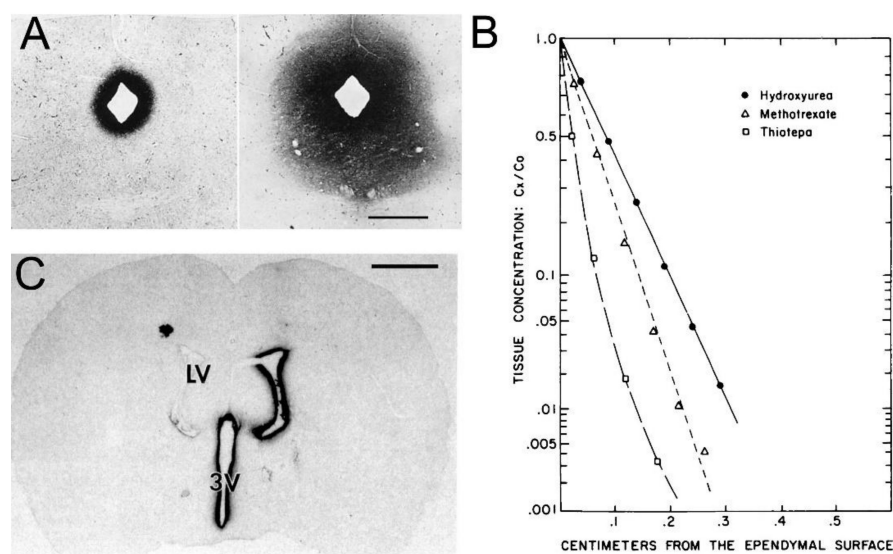 A
B
C
LV
3V
1.0
0.5
0.1
.05
.01
.005
.001
TISSUE CONCENTRATION: Cx/Co
● Hydroxyurea
△ Methotrexate
□ Thiotepa
.1 .2 .3 .4 .5
CENTIMETERS FROM THE EPENDYMAL SURFACE